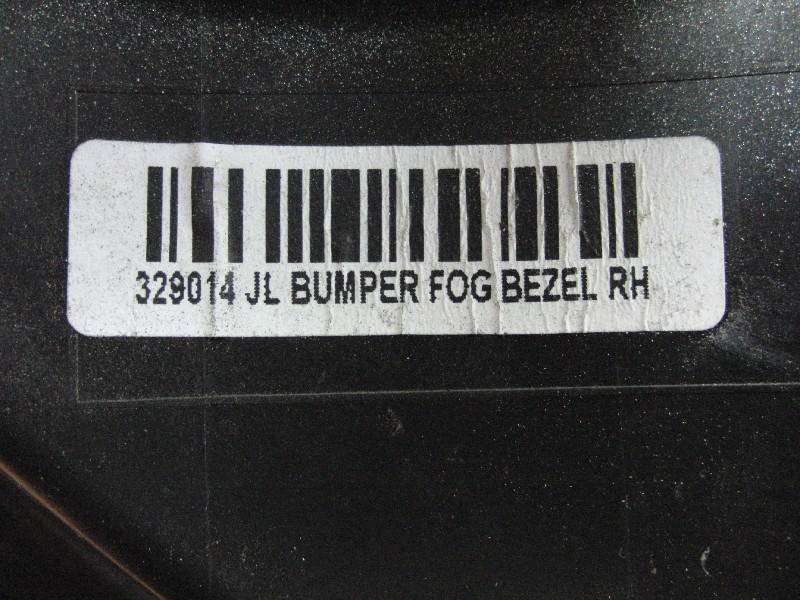 329014 JL BUMPER FOG BEZEL RH